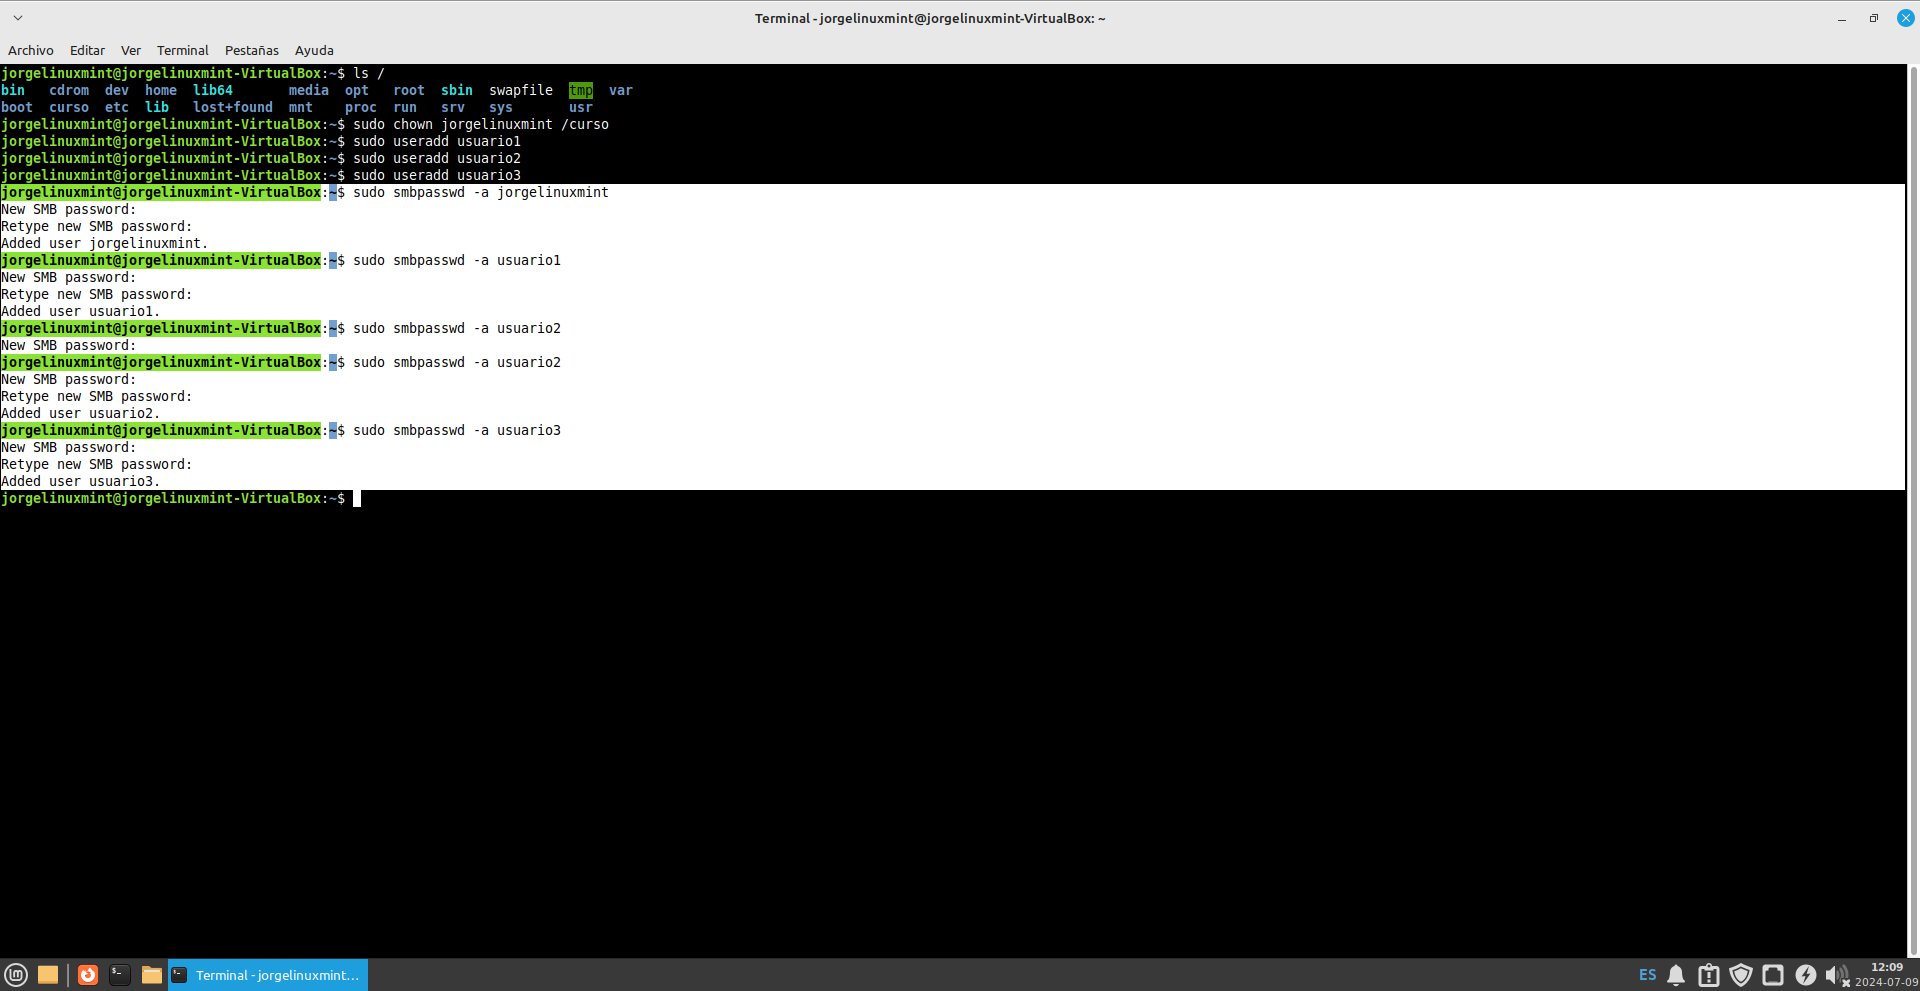 Terminal - jorgelinuxmint@jorgelinuxmint-VirtualBox: ~
Archivo Editar Ver Terminal Pestañas Ayuda
jorgelinuxmint@jorgelinuxmint-VirtualBox:~$ ls /
bin cdrom dev home lib64 media opt root sbin swapfile tmp var
boot curso etc lib lost+found mnt proc run srv sys usr
jorgelinuxmint@jorgelinuxmint-VirtualBox:~$ sudo chown jorgelinuxmint /curso
jorgelinuxmint@jorgelinuxmint-VirtualBox:~$ sudo useradd usuario1
jorgelinuxmint@jorgelinuxmint-VirtualBox:~$ sudo useradd usuario2
jorgelinuxmint@jorgelinuxmint-VirtualBox:~$ sudo useradd usuario3
jorgelinuxmint@jorgelinuxmint-VirtualBox:~$ sudo smbpasswd -a jorgelinuxmint
New SMB password:
Retype new SMB password:
Added user jorgelinuxmint.
jorgelinuxmint@jorgelinuxmint-VirtualBox:~$ sudo smbpasswd -a usuario1
New SMB password:
Retype new SMB password:
Added user usuario1.
jorgelinuxmint@jorgelinuxmint-VirtualBox:~$ sudo smbpasswd -a usuario2
New SMB password:
jorgelinuxmint@jorgelinuxmint-VirtualBox:~$ sudo smbpasswd -a usuario2
New SMB password:
Retype new SMB password:
Added user usuario2.
jorgelinuxmint@jorgelinuxmint-VirtualBox:~$ sudo smbpasswd -a usuario3
New SMB password:
Retype new SMB password:
Added user usuario3.
jorgelinuxmint@jorgelinuxmint-VirtualBox:~$
Terminal - jorgelinuxmint...
ES
12:09
2024-07-09